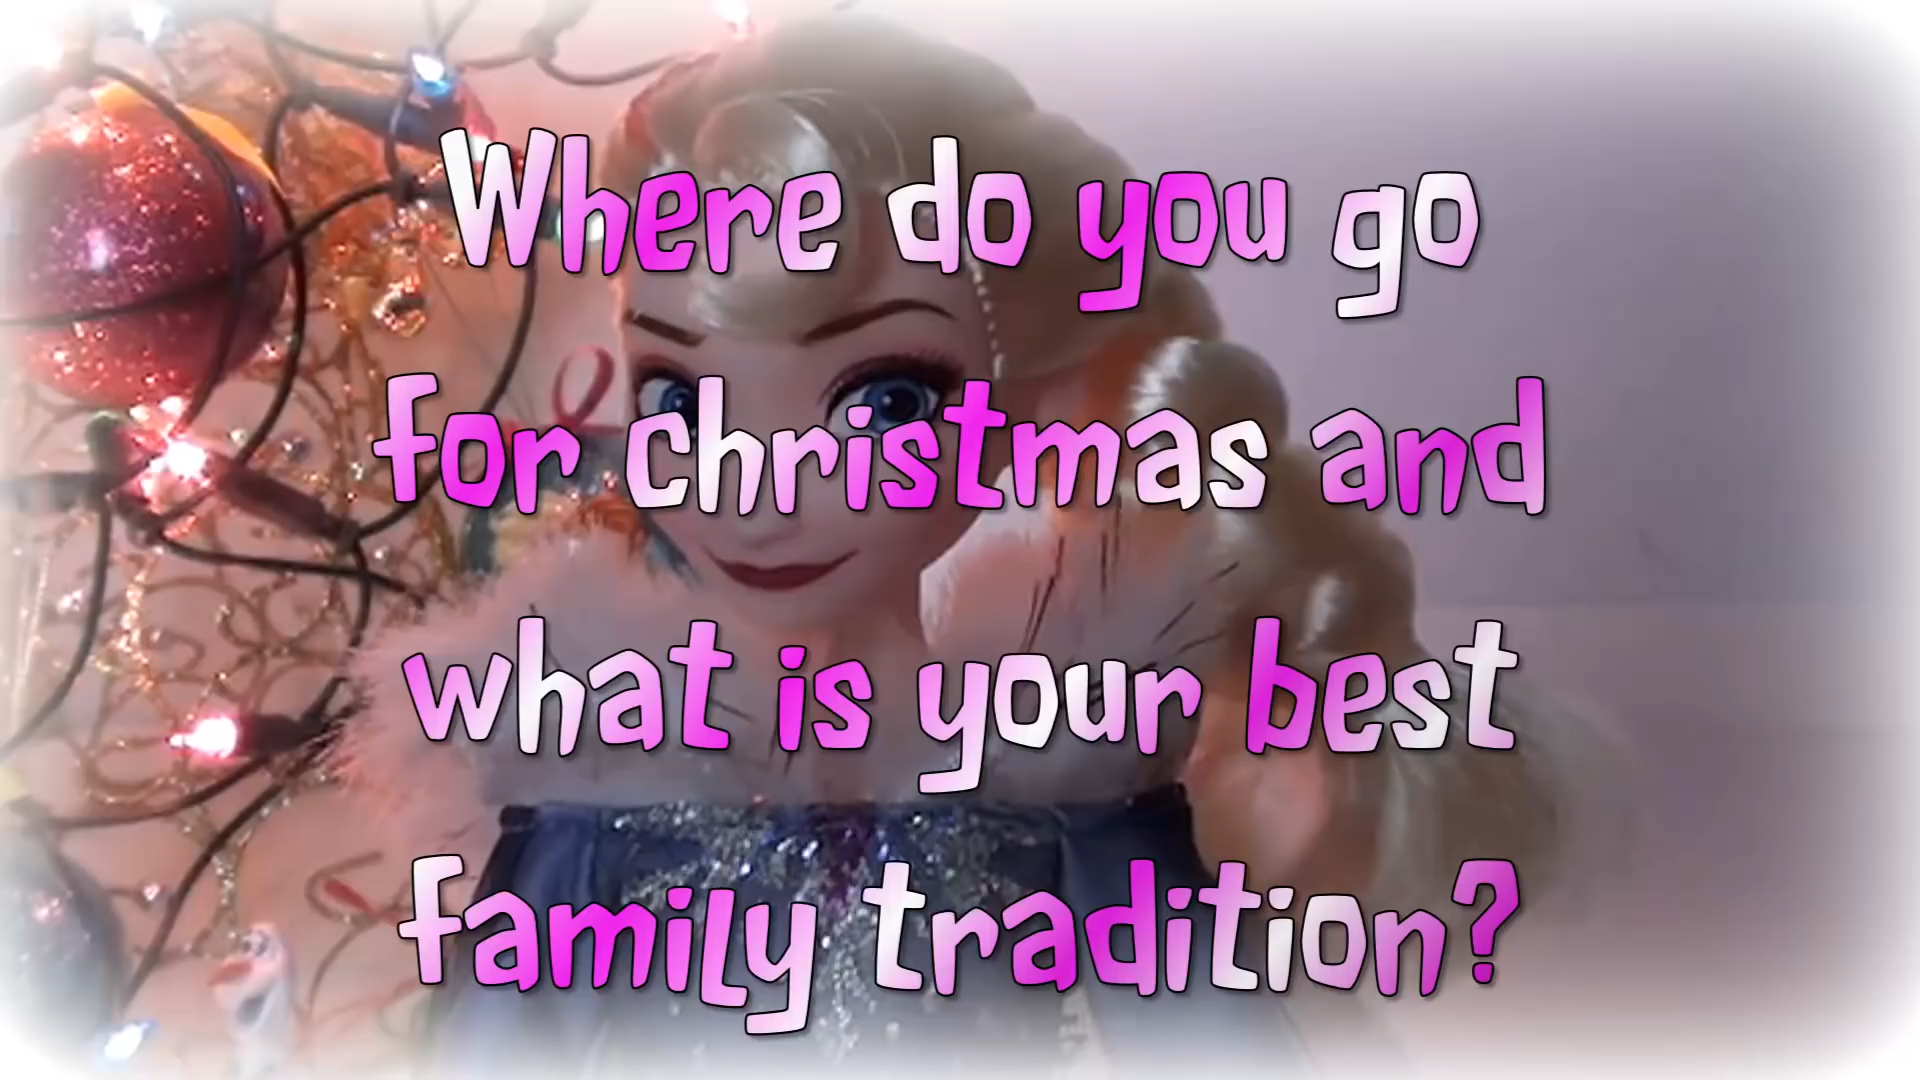 Where do you go
for christmas and
what is your best
family tradition?